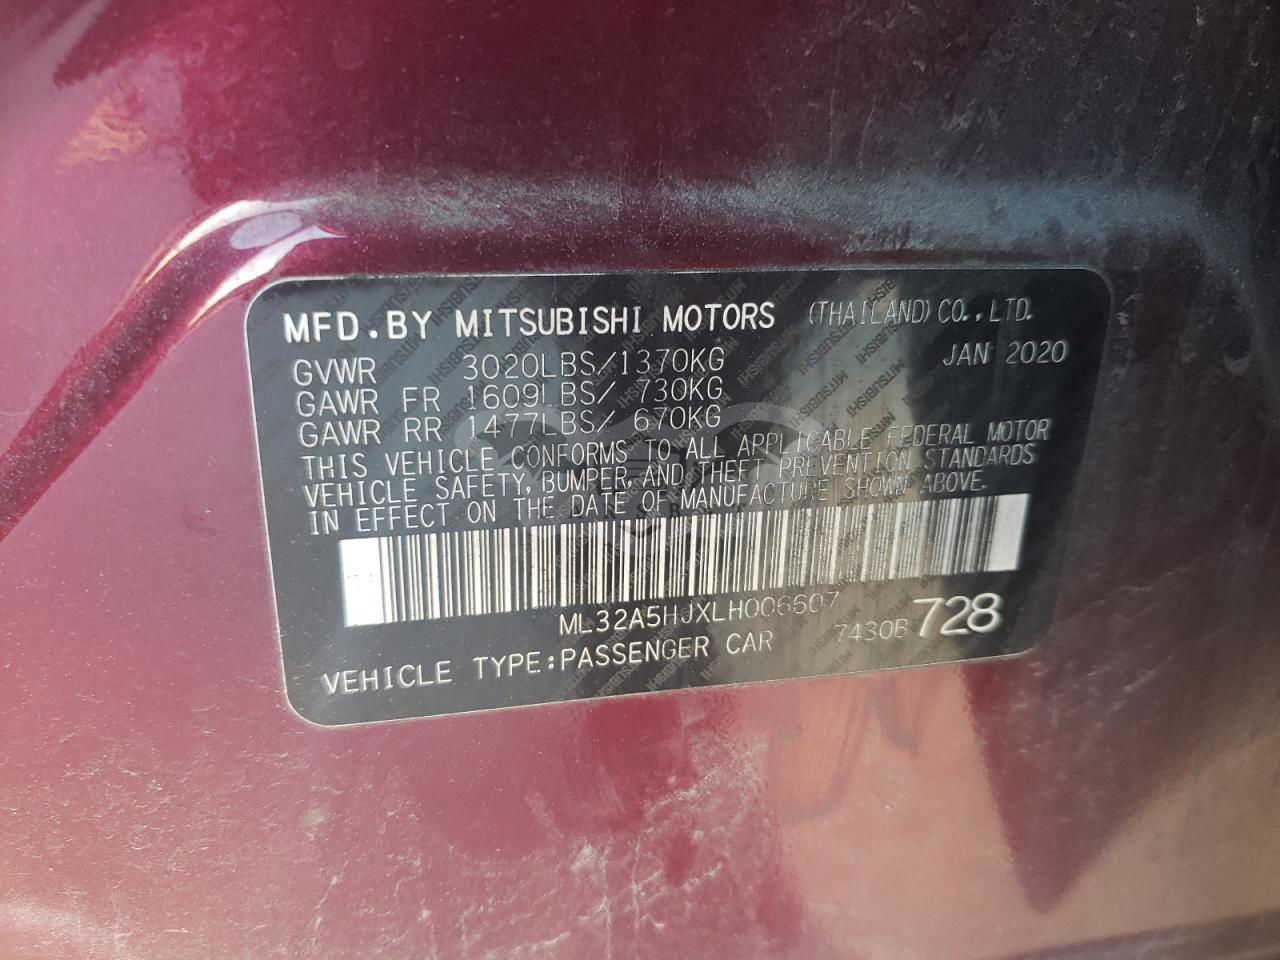 MFD.BY MITSUBISHI MOTORS (THAILAND) CO.,LTD.
GVWR 3020LBS/1370KG JAN 2020
GAWR FR 1609LBS/ 730KG
GAWR RR 1477LBS/ 670KG
THIS VEHICLE CONFORMS TO ALL APPLICABLE FEDERAL MOTOR
VEHICLE SAFETY, BUMPER, AND THEFT PREVENTION STANDARDS
IN EFFECT ON THE DATE OF MANUFACTURE SHOWN ABOVE.
ML32A5HJXLH006607
VEHICLE TYPE:PASSENGER CAR 7430B 728